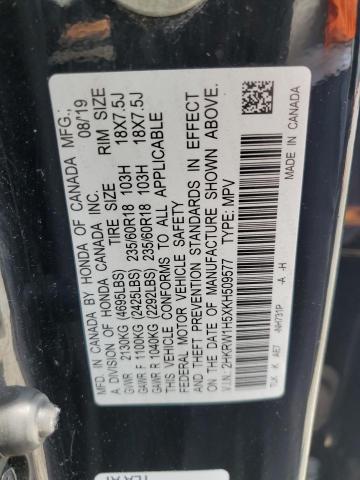 MFD. IN CANADA BY HONDA OF CANADA MFG., 08/19
A DIVISION OF HONDA CANADA INC.
TIRE SIZE RIM SIZE
GVWR 2130KG (4695LBS)
GAWR F 1100KG (2425LBS) 235/60R18 103H 18X7.5J
GAWR R 1040KG (2292LBS) 235/60R18 103H 18X7.5J
THIS VEHICLE CONFORMS TO ALL APPLICABLE
FEDERAL MOTOR VEHICLE SAFETY
AND THEFT PREVENTION STANDARDS IN EFFECT
ON THE DATE OF MANUFACTURE SHOWN ABOVE.
V.I.N.: 2HKRW1H5XKH509577 TYPE: MPV
TLK K AE7 -NH731P -A -H
MADE IN CANADA